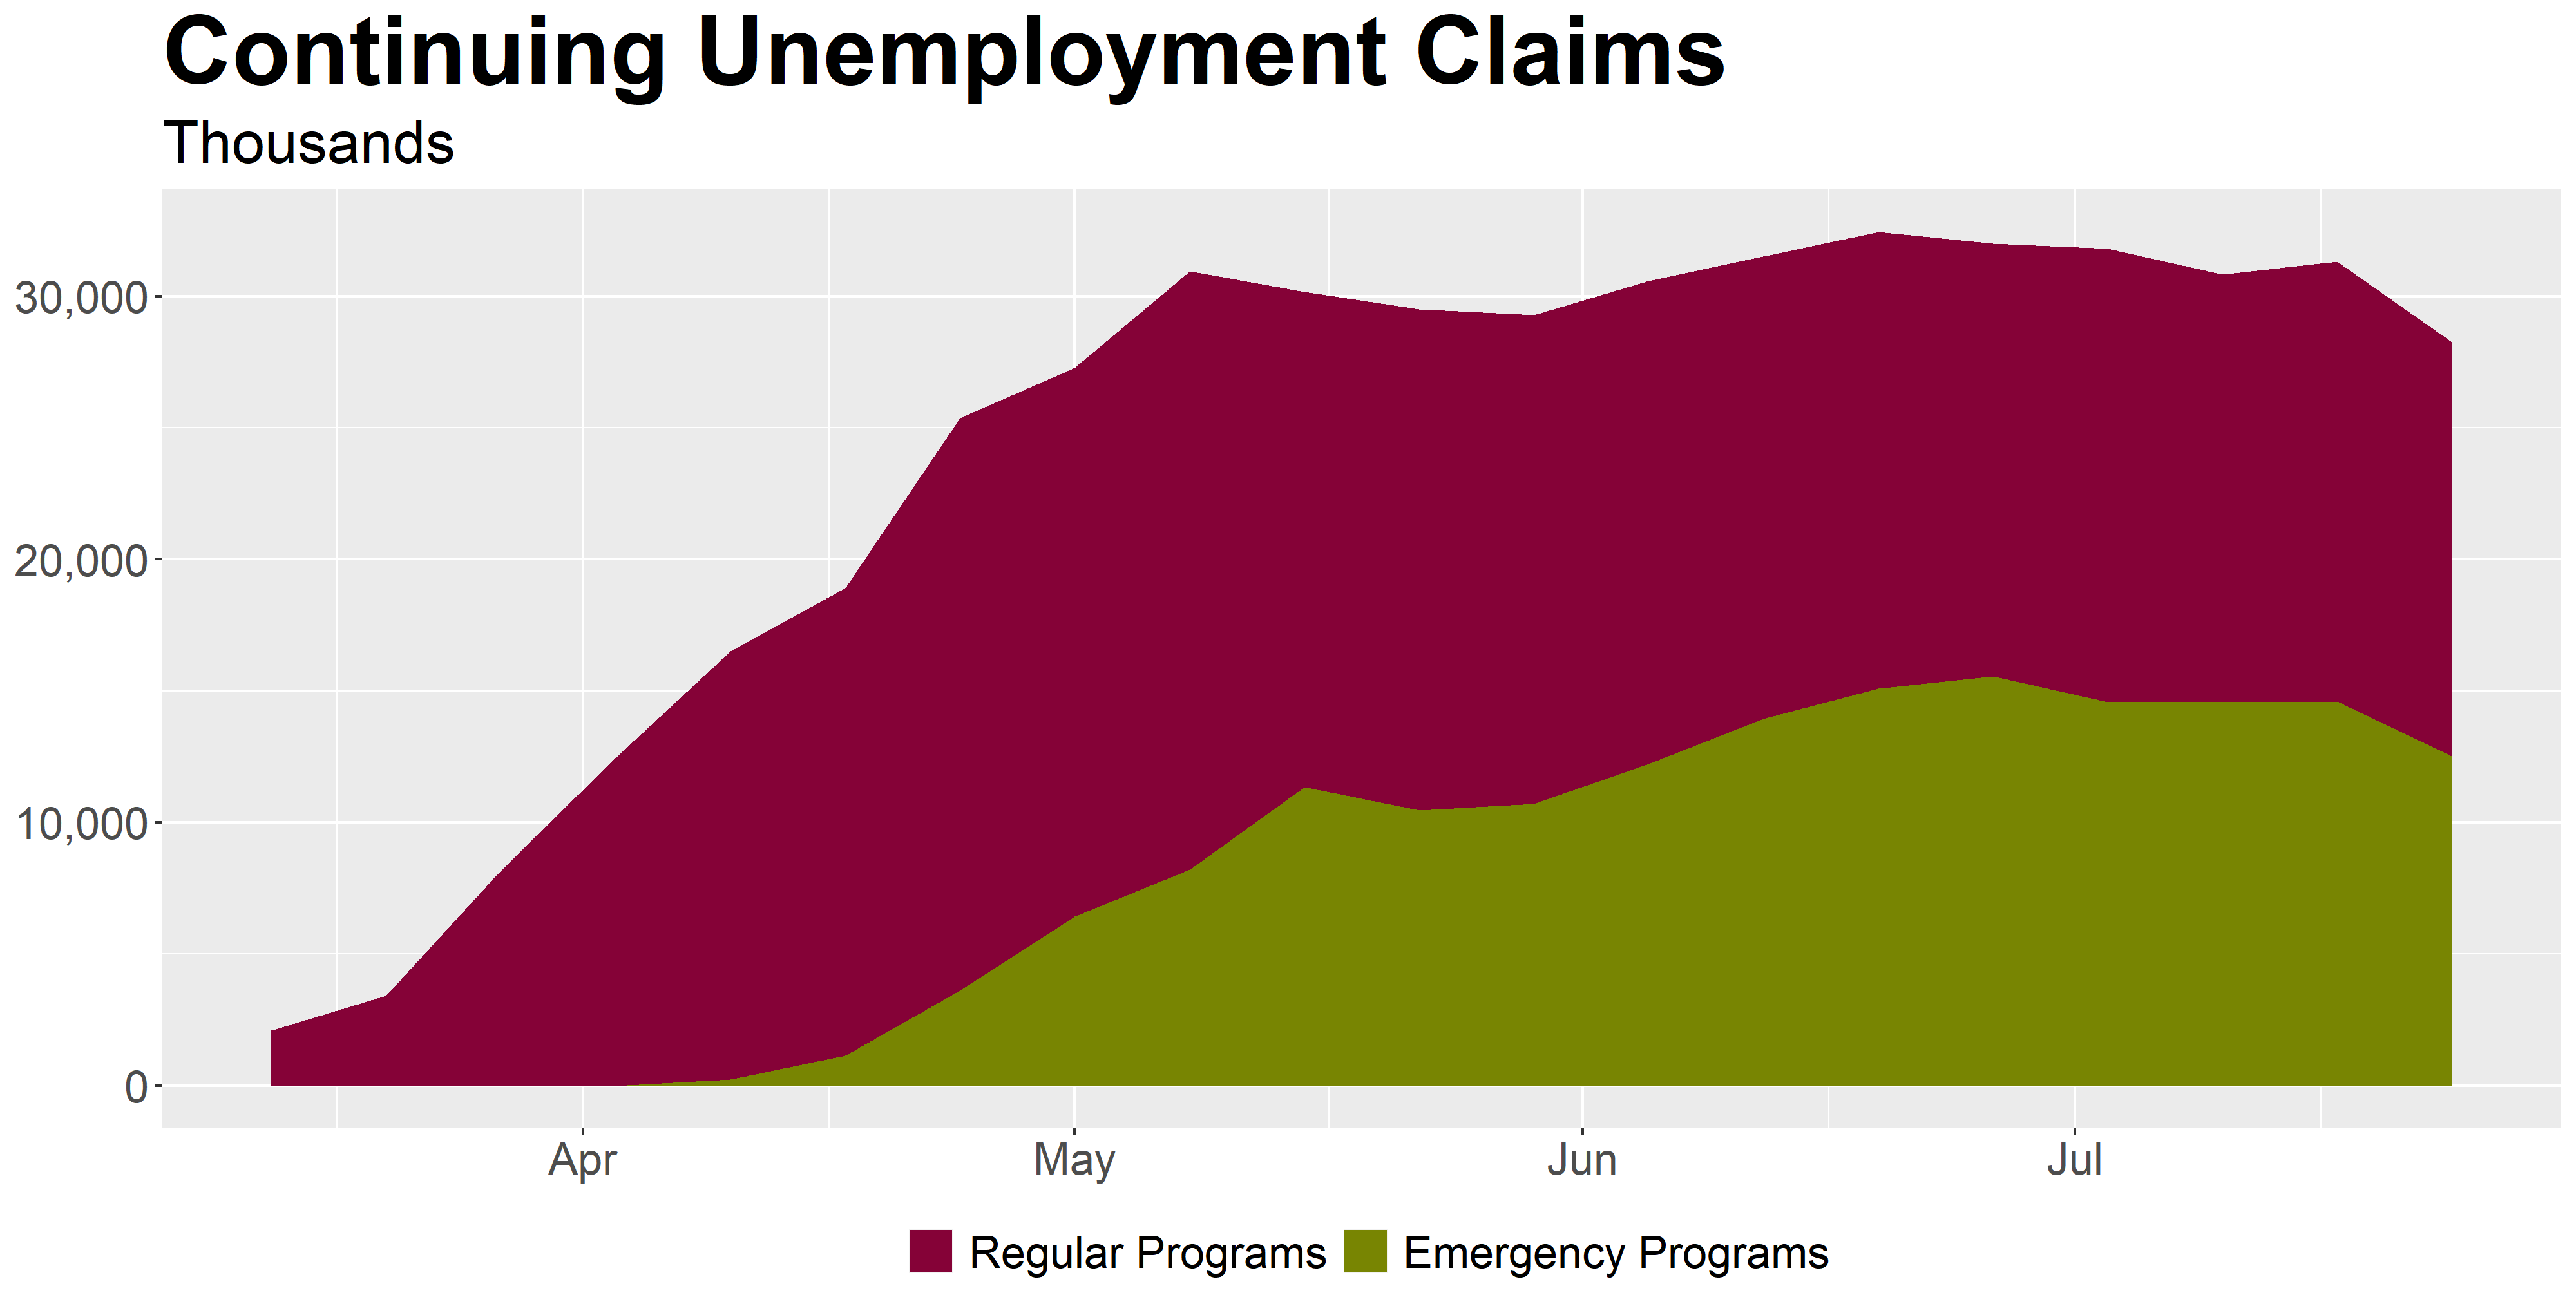 Continuing Unemployment Claims
Thousands
30,000
20,000
10,000
0
Apr May Jun Jul
Regular Programs Emergency Programs